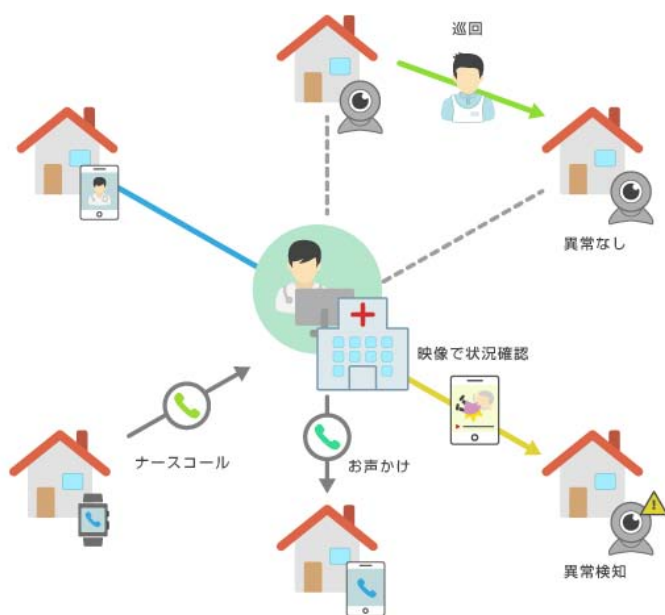 巡回
異常なし
映像で状況確認
ナースコール
お声かけ
異常検知